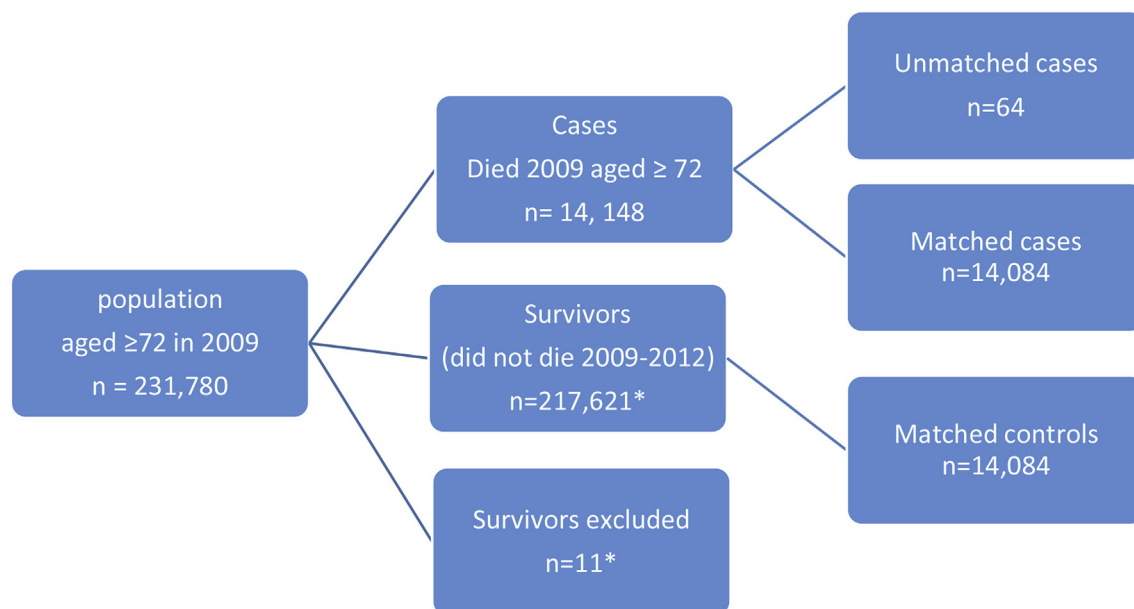 population
aged ≥72 in 2009
n = 231,780
Cases
Died 2009 aged ≥ 72
n= 14, 148
Survivors
(did not die 2009-2012)
n=217,621*
Survivors excluded
n=11*
Unmatched cases
n=64
Matched cases
n=14,084
Matched controls
n=14,084